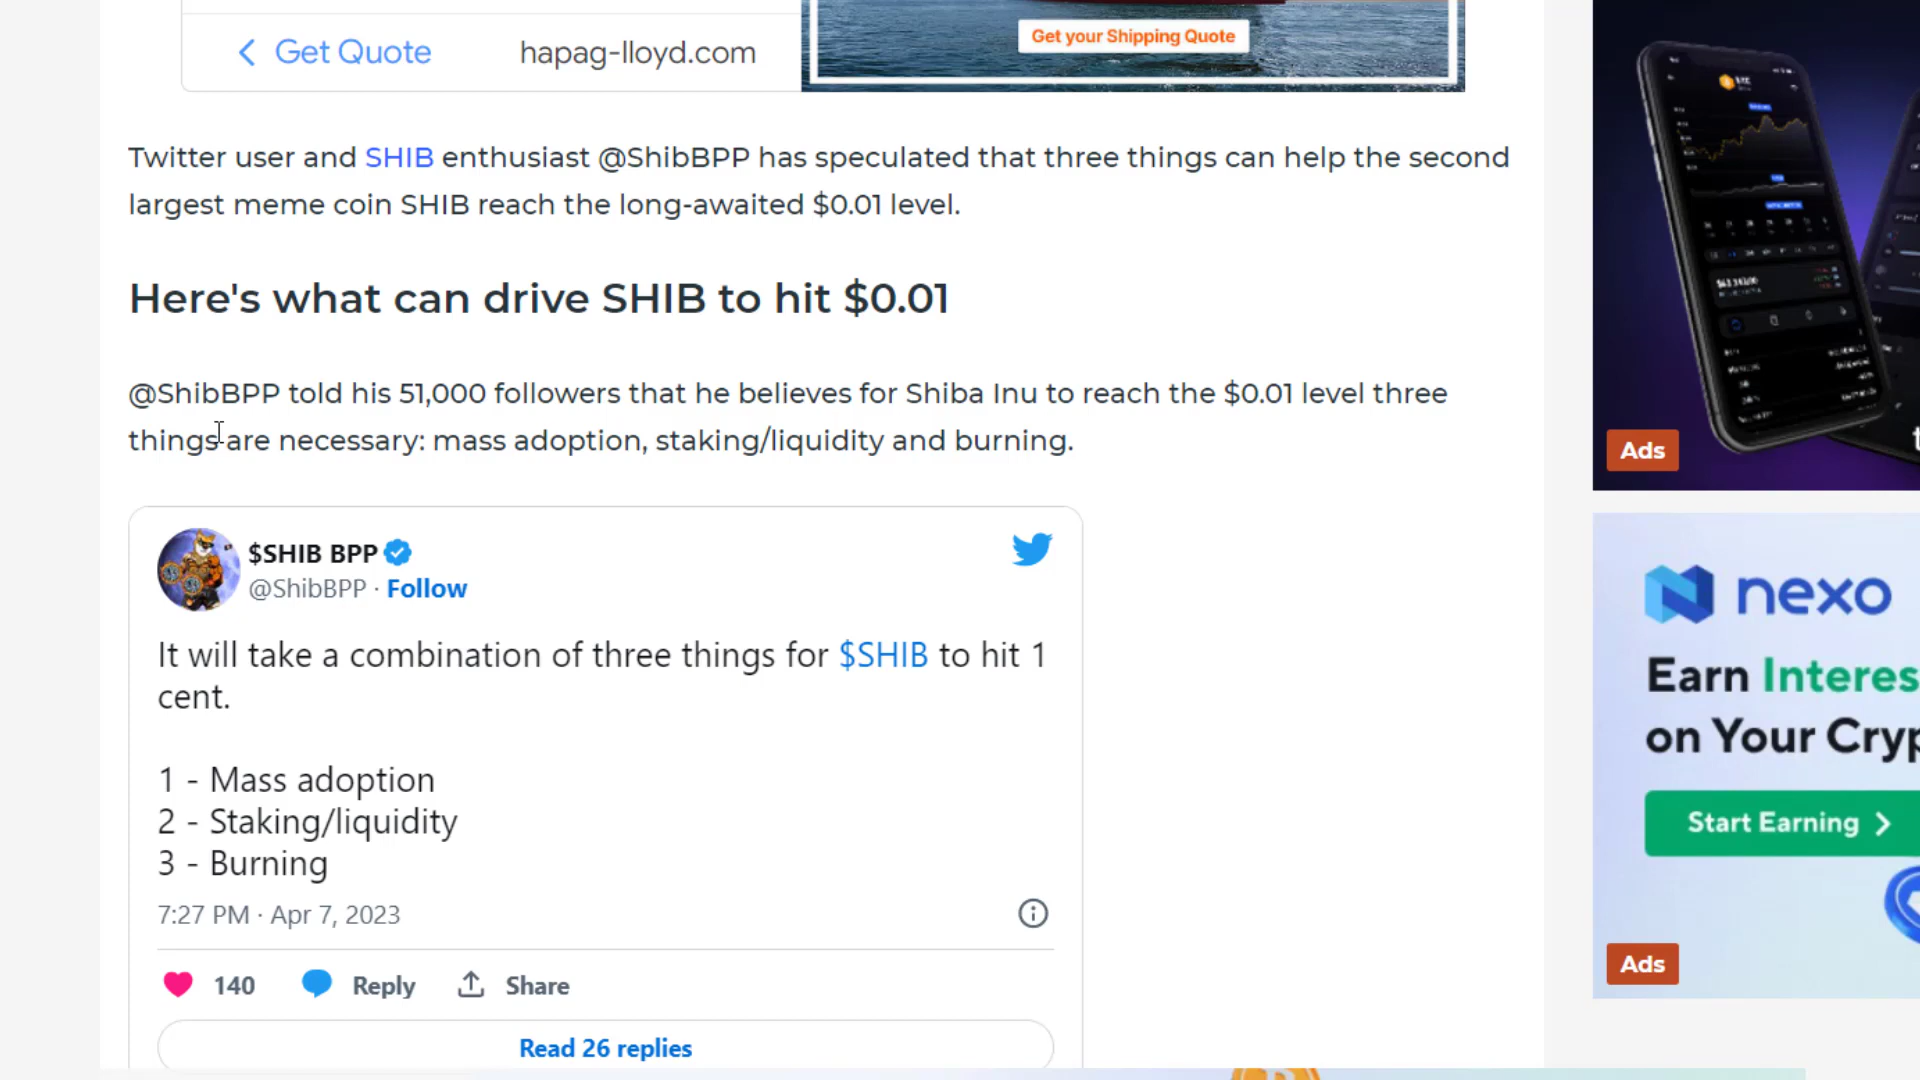 Get Quote
hapag-lloyd.com
Get your Shipping Quote
Twitter user and SHIB enthusiast @ShibBPP has speculated that three things can help the second
largest meme coin SHIB reach the long-awaited $0.01 level.
Here's what can drive SHIB to hit $0.01
@ShibBPP told his 51,000 followers that he believes for Shiba Inu to reach the $0.01 level three
things are necessary: mass adoption, staking/liquidity and burning.
$SHIB BPP
@ShibBPP · Follow
It will take a combination of three things for $SHIB to hit 1
cent.
1 - Mass adoption
2 - Staking/liquidity
3 - Burning
7:27 PM · Apr 7, 2023
140 Reply Share
Read 26 replies
Ads
nexo
Earn Interes
on Your Cryp
Start Earning
Ads